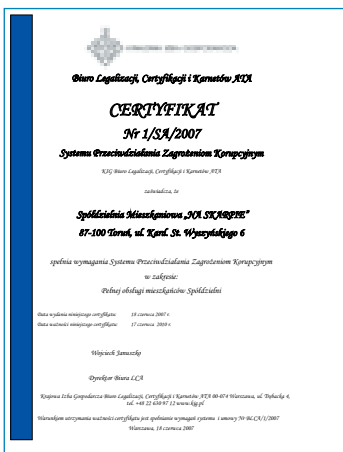 Biuro Legalizacji, Certyfikacji i Karnetów ATA
CERTYFIKAT
Nr 1/SA/2007
Systemu Przeciwdziałania Zagrożeniom Korupcyjnym
KIG Biuro Legalizacji, Certyfikacji i Karnetów ATA
zaświadcza, że
Spółdzielnia Mieszkaniowa „NA SKARPIE”
87-100 Toruń, ul. Kard. St. Wyszyńskiego 6
spełnia wymagania Systemu Przeciwdziałania Zagrożeniom Korupcyjnym
w zakresie:
Pełnej obsługi mieszkańców Spółdzielni
Data wydania niniejszego certyfikatu: 18 czerwca 2007 r.
Data ważności niniejszego certyfikatu: 17 czerwca 2010 r.
Wojciech Januszko
Dyrektor Biura LCA
Krajowa Izba Gospodarcza Biuro Legalizacji, Certyfikacji i Karnetów ATA 00-074 Warszawa, ul. Trębacka 4,
tel. +48 22 630 97 12 www.kig.pl
Warunkiem utrzymania ważności certyfikatu jest spełnianie wymagań systemu i umowy Nr BLCA/1/2007
Warszawa, 18 czerwca 2007